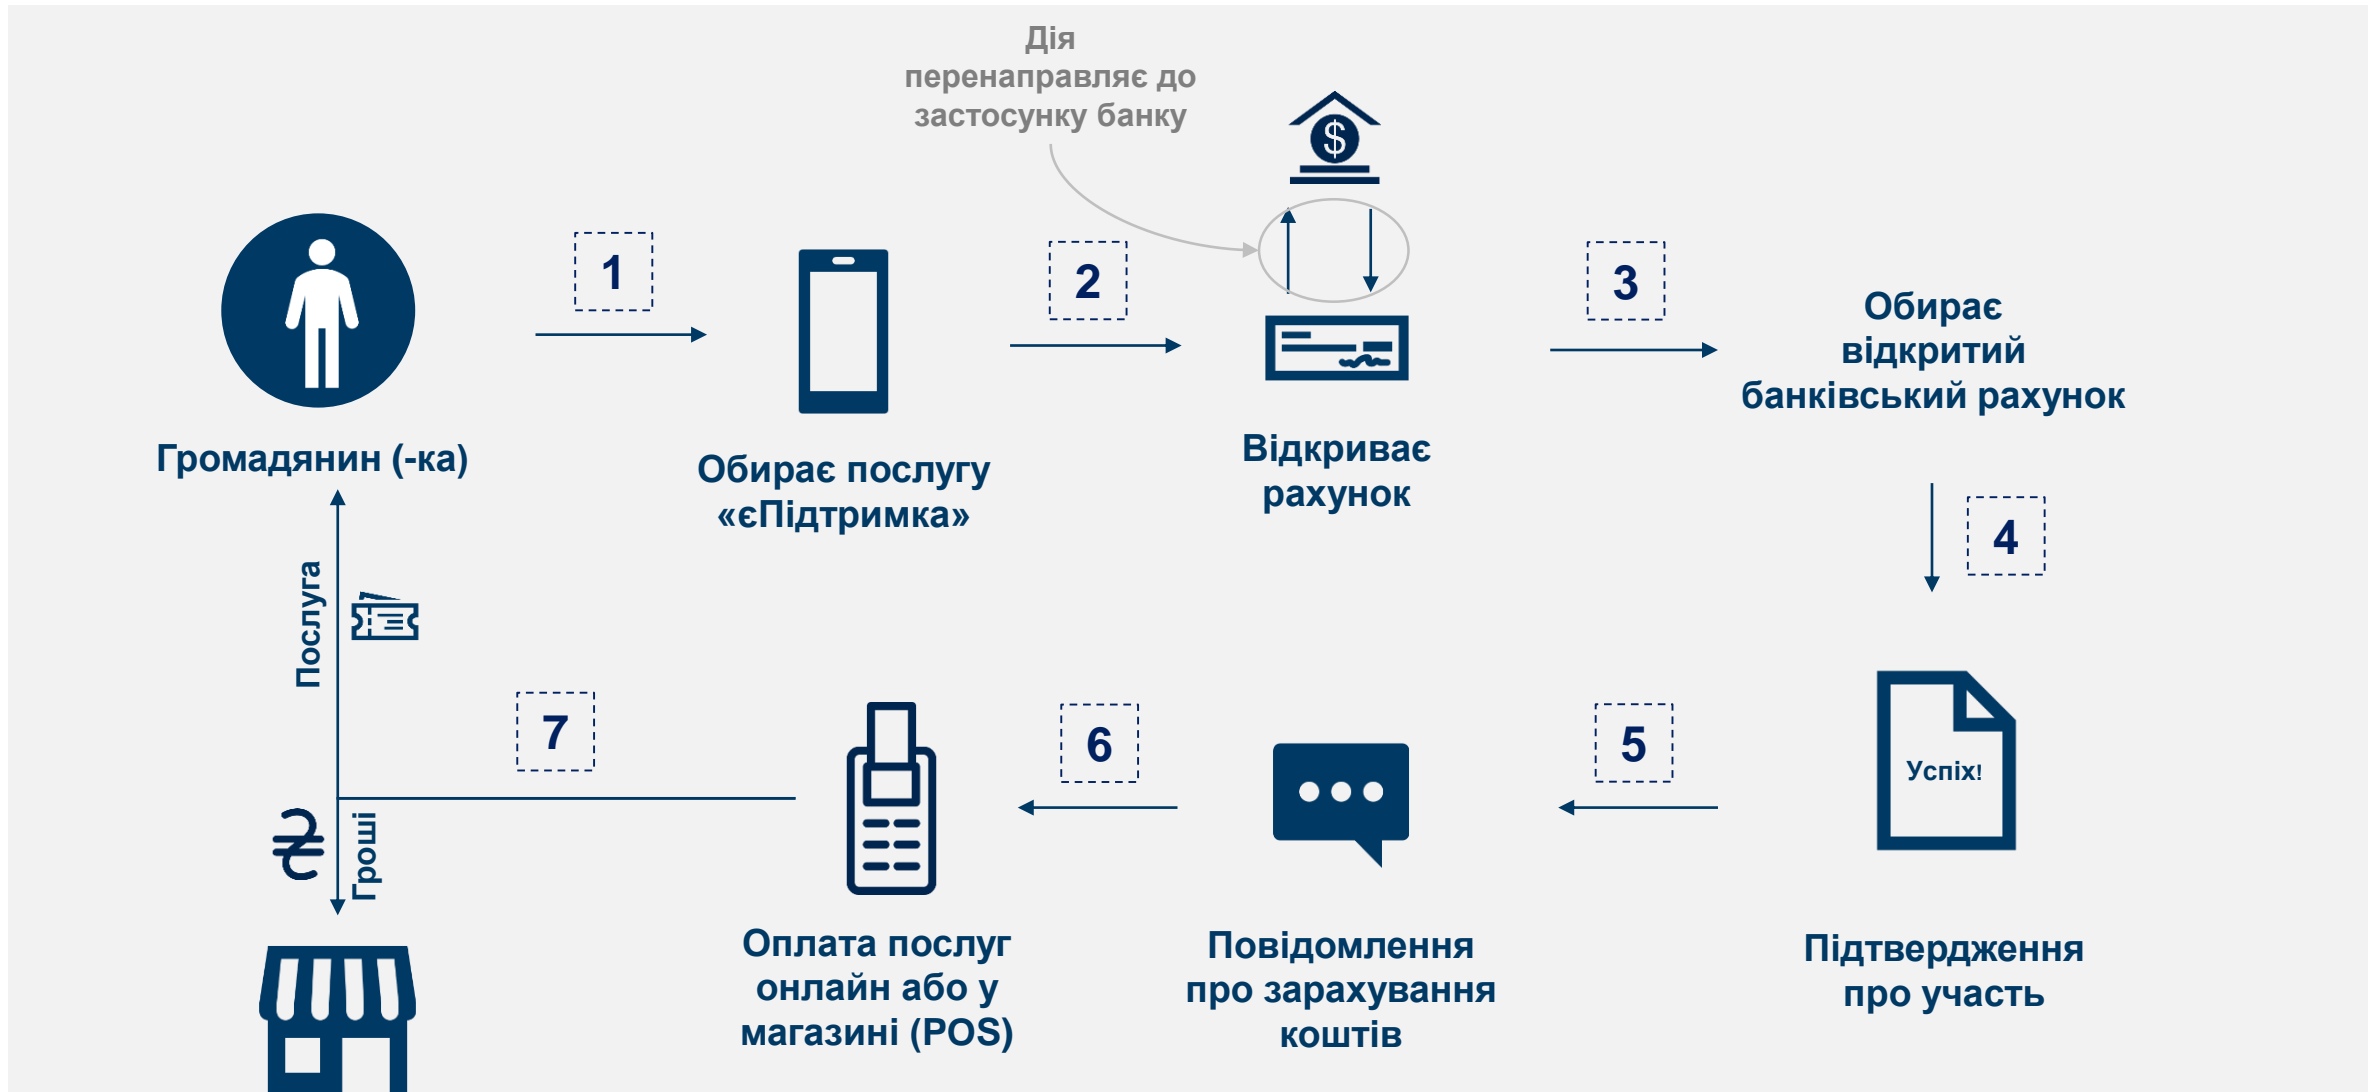 Дія
перенаправляє до
застосунку банку
$
1
2
3
Громадянин (-ка)
Обирає послугу
«єПідтримка»
Відкриває
рахунок
Обирає
відкритий
банківський рахунок
4
Успіх!
Підтвердження
про участь
5
Повідомлення
про зарахування
коштів
6
Оплата послуг
онлайн або у
магазині (POS)
7
Послуга
₴
Гроші